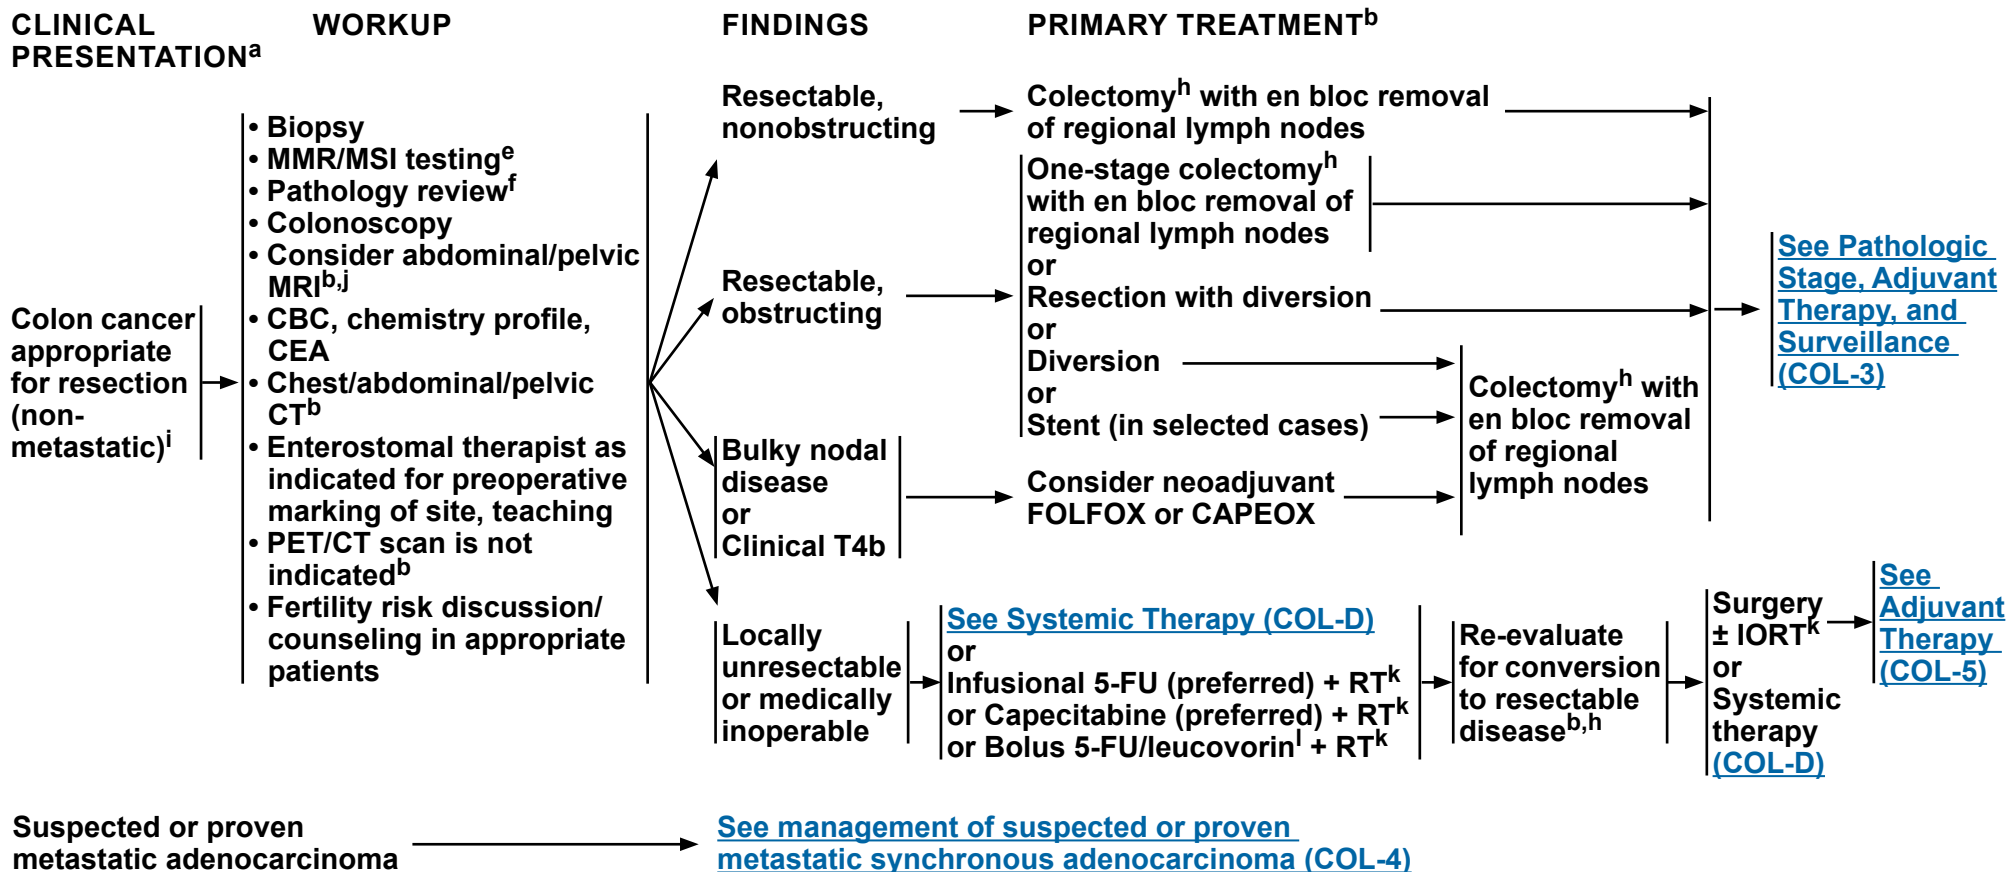 CLINICAL
PRESENTATIONa
WORKUP
FINDINGS
PRIMARY TREATMENTb
Colon cancer
appropriate
for resection
(non-
metastatic)i
• Biopsy
• MMR/MSI testinge
• Pathology reviewf
• Colonoscopy
• Consider abdominal/pelvic
MRIb,j
• CBC, chemistry profile,
CEA
• Chest/abdominal/pelvic
CTb
• Enterostomal therapist as
indicated for preoperative
marking of site, teaching
• PET/CT scan is not
indicatedb
• Fertility risk discussion/
counseling in appropriate
patients
Resectable,
nonobstructing
Colectomyh with en bloc removal
of regional lymph nodes
Resectable,
obstructing
One-stage colectomyh
with en bloc removal of
regional lymph nodes
or
Resection with diversion
or
Diversion
or
Stent (in selected cases)
Bulky nodal
disease
or
Clinical T4b
Consider neoadjuvant
FOLFOX or CAPEOX
Colectomyh with
en bloc removal
of regional
lymph nodes
See Pathologic
Stage, Adjuvant
Therapy, and
Surveillance
(COL-3)
Locally
unresectable
or medically
inoperable
See Systemic Therapy (COL-D)
or
Infusional 5-FU (preferred) + RTk
or Capecitabine (preferred) + RTk
or Bolus 5-FU/leucovorinl + RTk
Re-evaluate
for conversion
to resectable
diseaseb,h
Surgery
± IORTk
or
Systemic
therapy
(COL-D)
See
Adjuvant
Therapy
(COL-5)
Suspected or proven
metastatic adenocarcinoma
See management of suspected or proven
metastatic synchronous adenocarcinoma (COL-4)